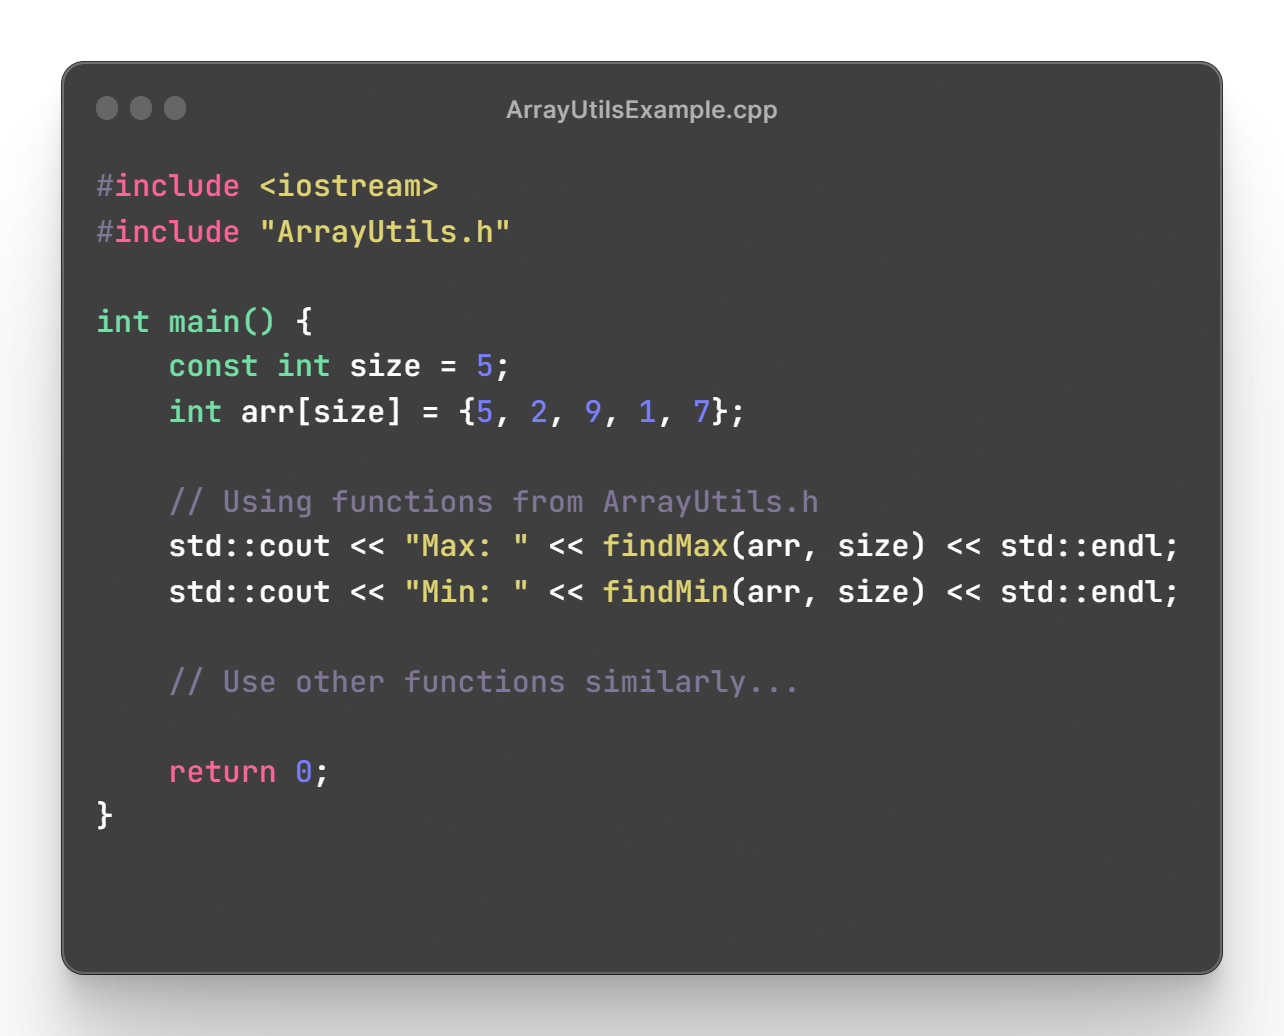 ArrayUtilsExample.cpp
#include <iostream>
#include "ArrayUtils.h"
int main() {
    const int size = 5;
    int arr[size] = {5, 2, 9, 1, 7};
    // Using functions from ArrayUtils.h
    std::cout << "Max: " << findMax(arr, size) << std::endl;
    std::cout << "Min: " << findMin(arr, size) << std::endl;
    // Use other functions similarly...
    return 0;
}